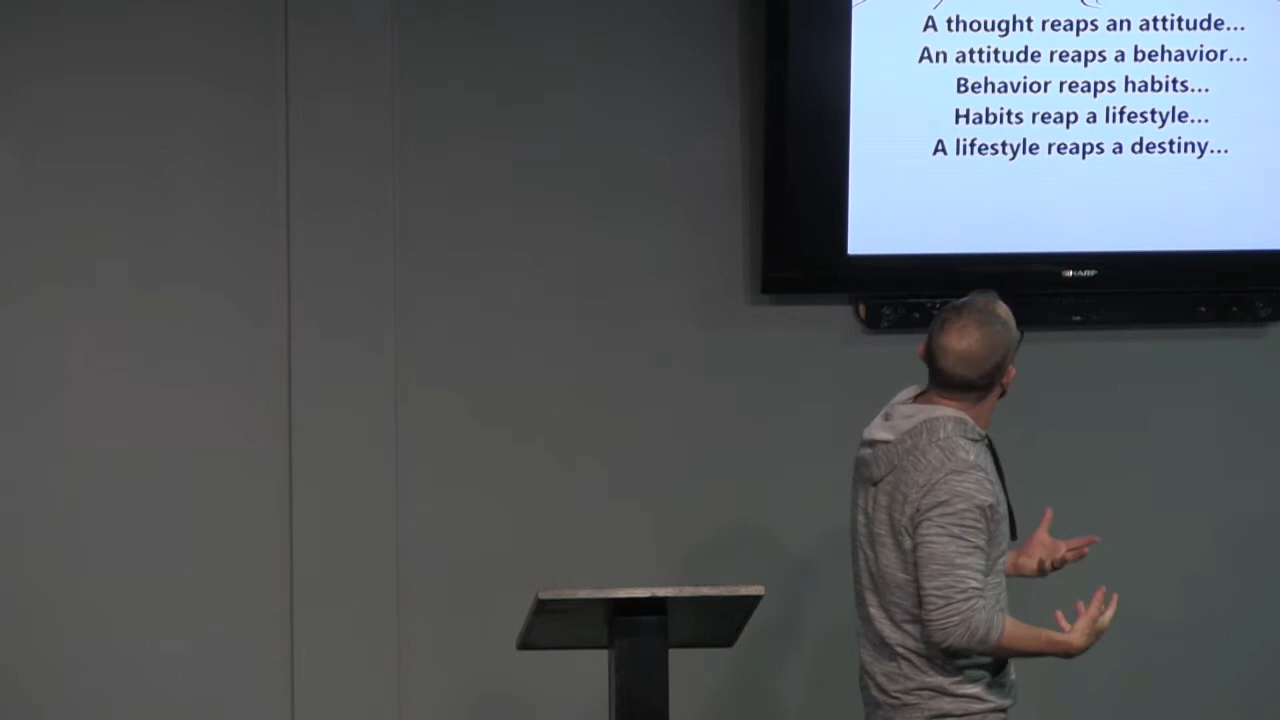 A thought reaps an attitude...
An attitude reaps a behavior...
Behavior reaps habits...
Habits reap a lifestyle...
A lifestyle reaps a destiny...
SHARP